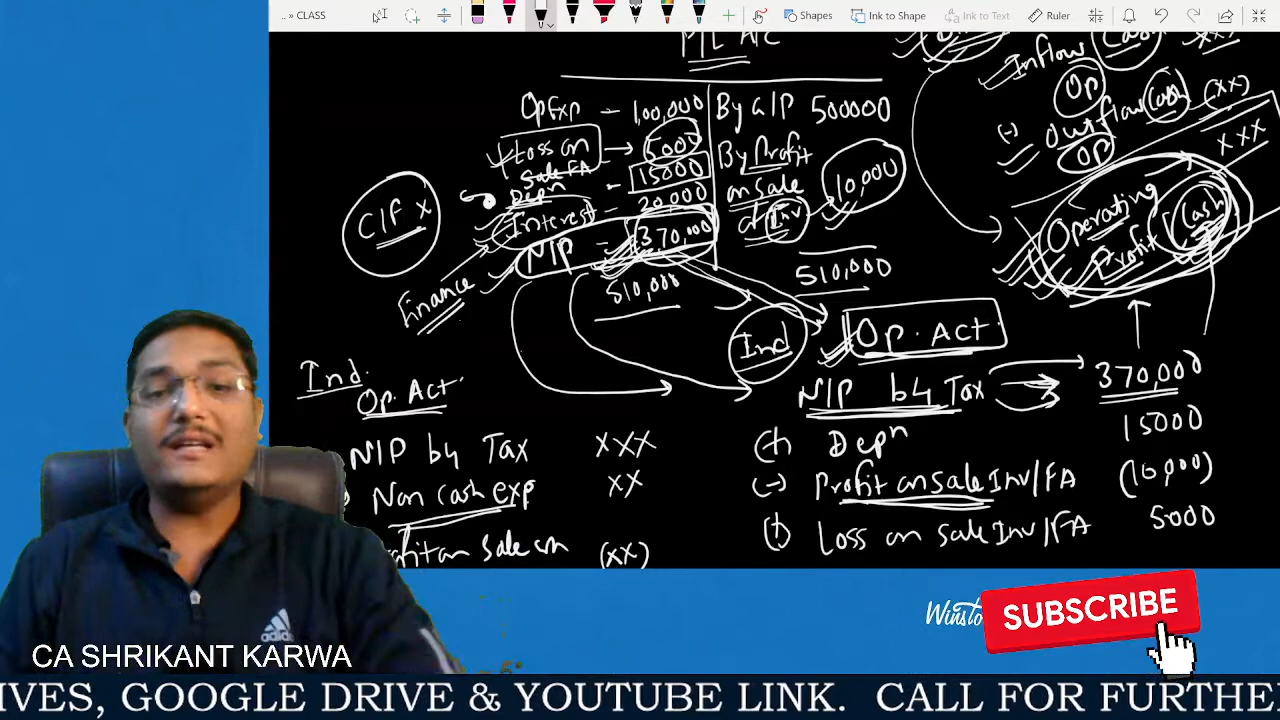 .. » CLASS
Shapes
Ink to Shape
Ink to Text
Ruler
P/L A/C
Inflow Cash xxx
Op
(-) Outflow Cash (xx)
Op
xxx
Operating
Profit (Cash)
Op Exp - 1,00,000
Loss on → 5000
Sale FA
Depn - 15000
Interest - 20,000
N/P = 370,000
510,000
By G/P 500000
By Profit
on Sale
of Inv 10,000
510,000
C/F x
Finance
Ind
Op. Act.
N/P b4 Tax 370,000
(+) Depn 15000
(-) Profit on Sale Inv/FA (10,000)
(+) Loss on Sale Inv/FA 5000
Ind.
Op. Act.
N/P b4 Tax xxx
Non cash exp xx
on Sale (xx)
SUBSCRIBE
CA SHRIKANT KARWA
IVES, GOOGLE DRIVE & YOUTUBE LINK. CALL FOR FURTHE